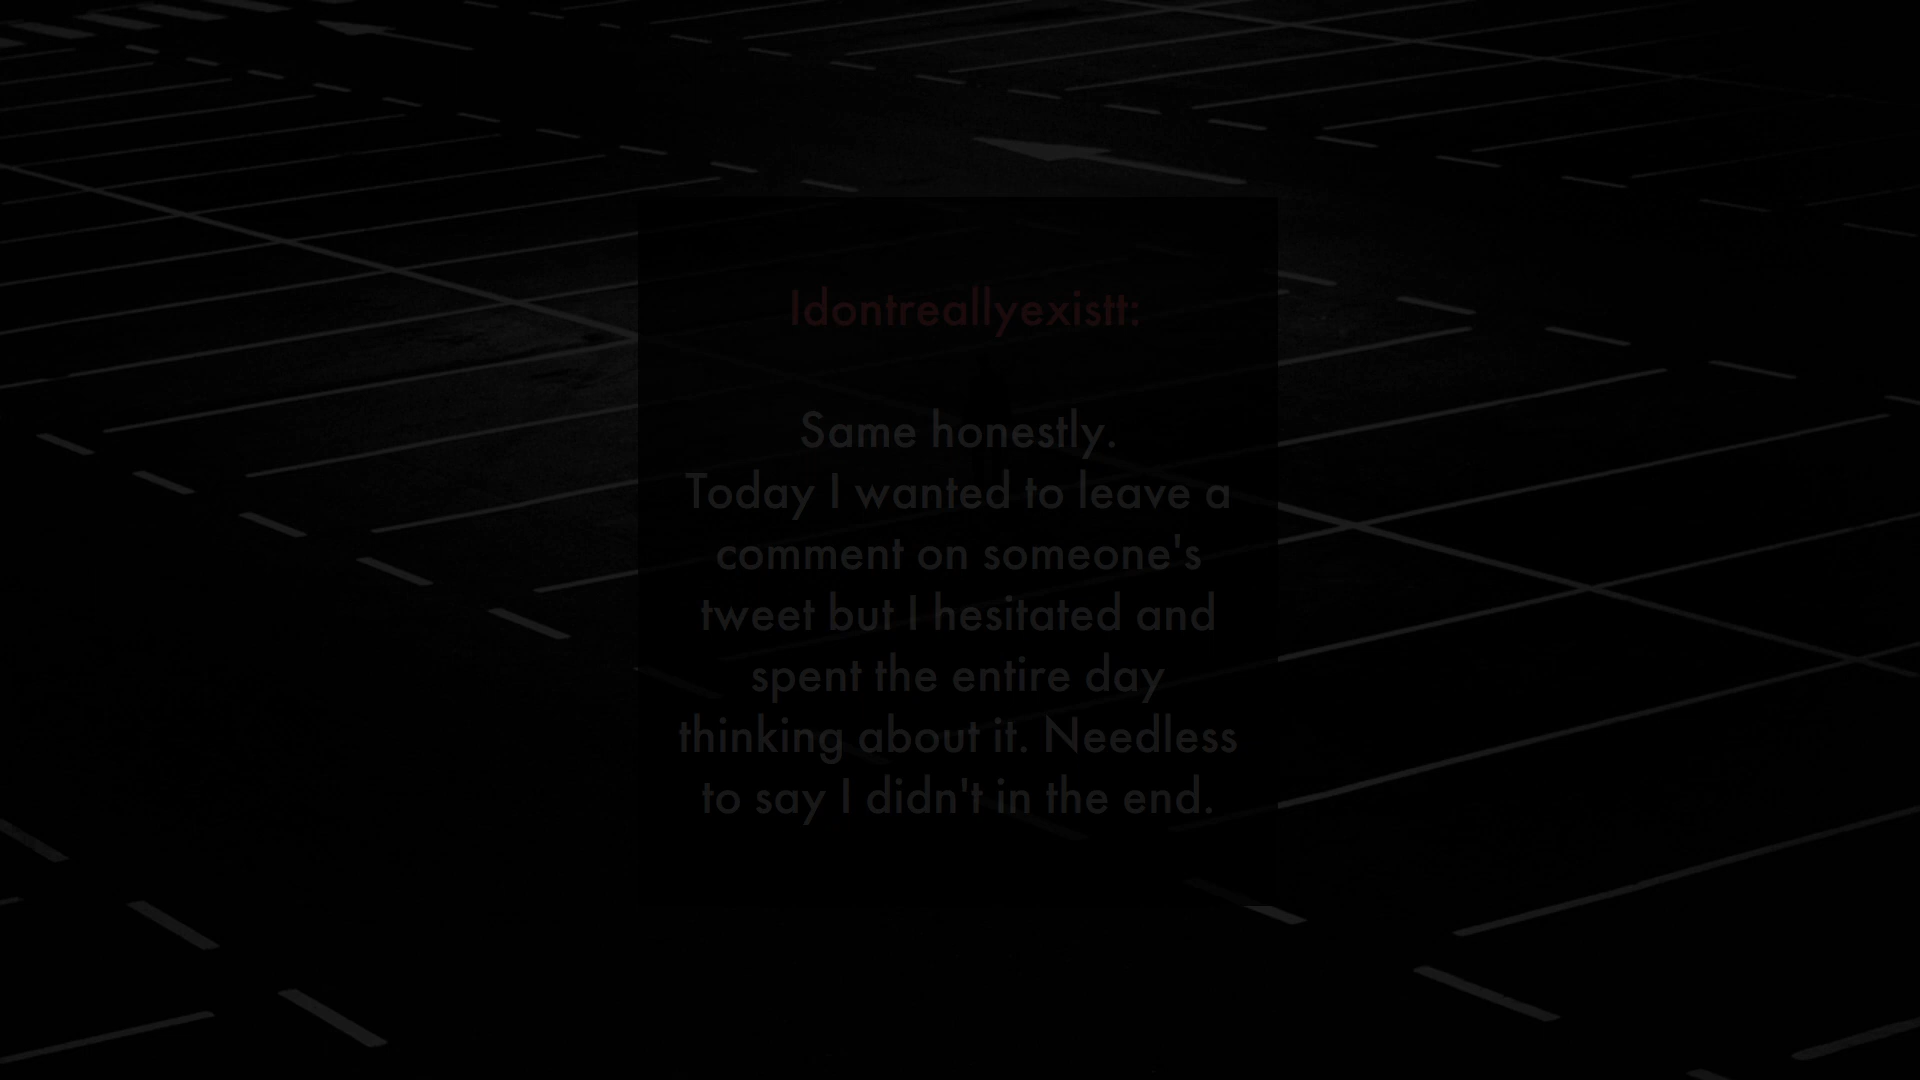 Idontreallyexistt:
Same honestly.
Today I wanted to leave a
comment on someone's
tweet but I hesitated and
spent the entire day
thinking about it. Needless
to say I didn't in the end.